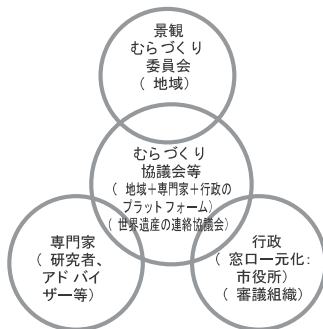 景観
むらづくり
委員会
（地域）
むらづくり
協議会等
（地域＋専門家＋行政の
プラットフォーム）
（世界遺産の連絡協議会）
専門家
（研究者、
アドバイ
ザー等）
行政
（窓口一元化：
市役所）
（審議組織）